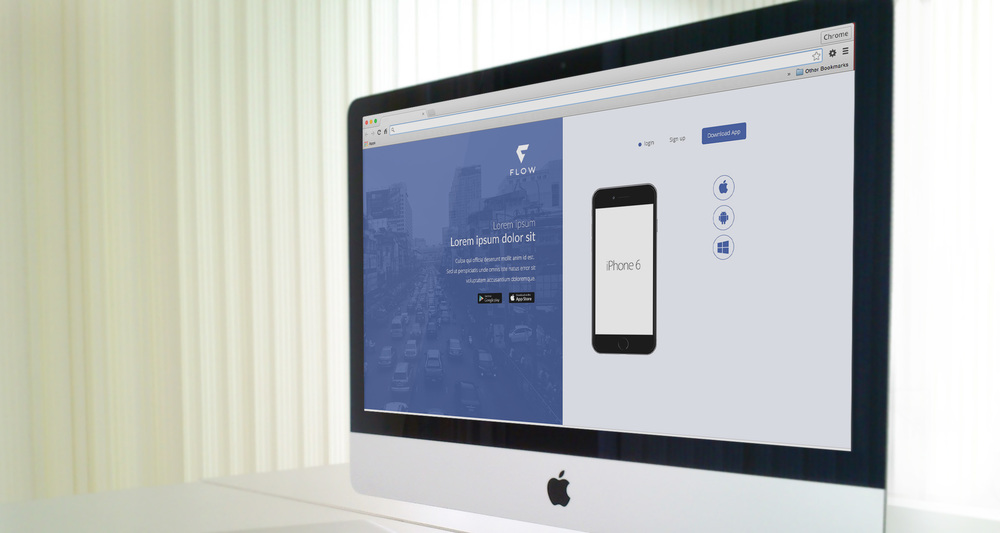 Chrome
Other Bookmarks
Apps
FLOW
Lorem ipsum
Lorem ipsum dolor sit
Culpa qui officia deserunt mollit anim id est.
Sed ut perspiciatis unde omnis iste natus error sit
voluptatem accusantium doloremque.
Google play
App Store
login
Sign up
Download App
iPhone 6